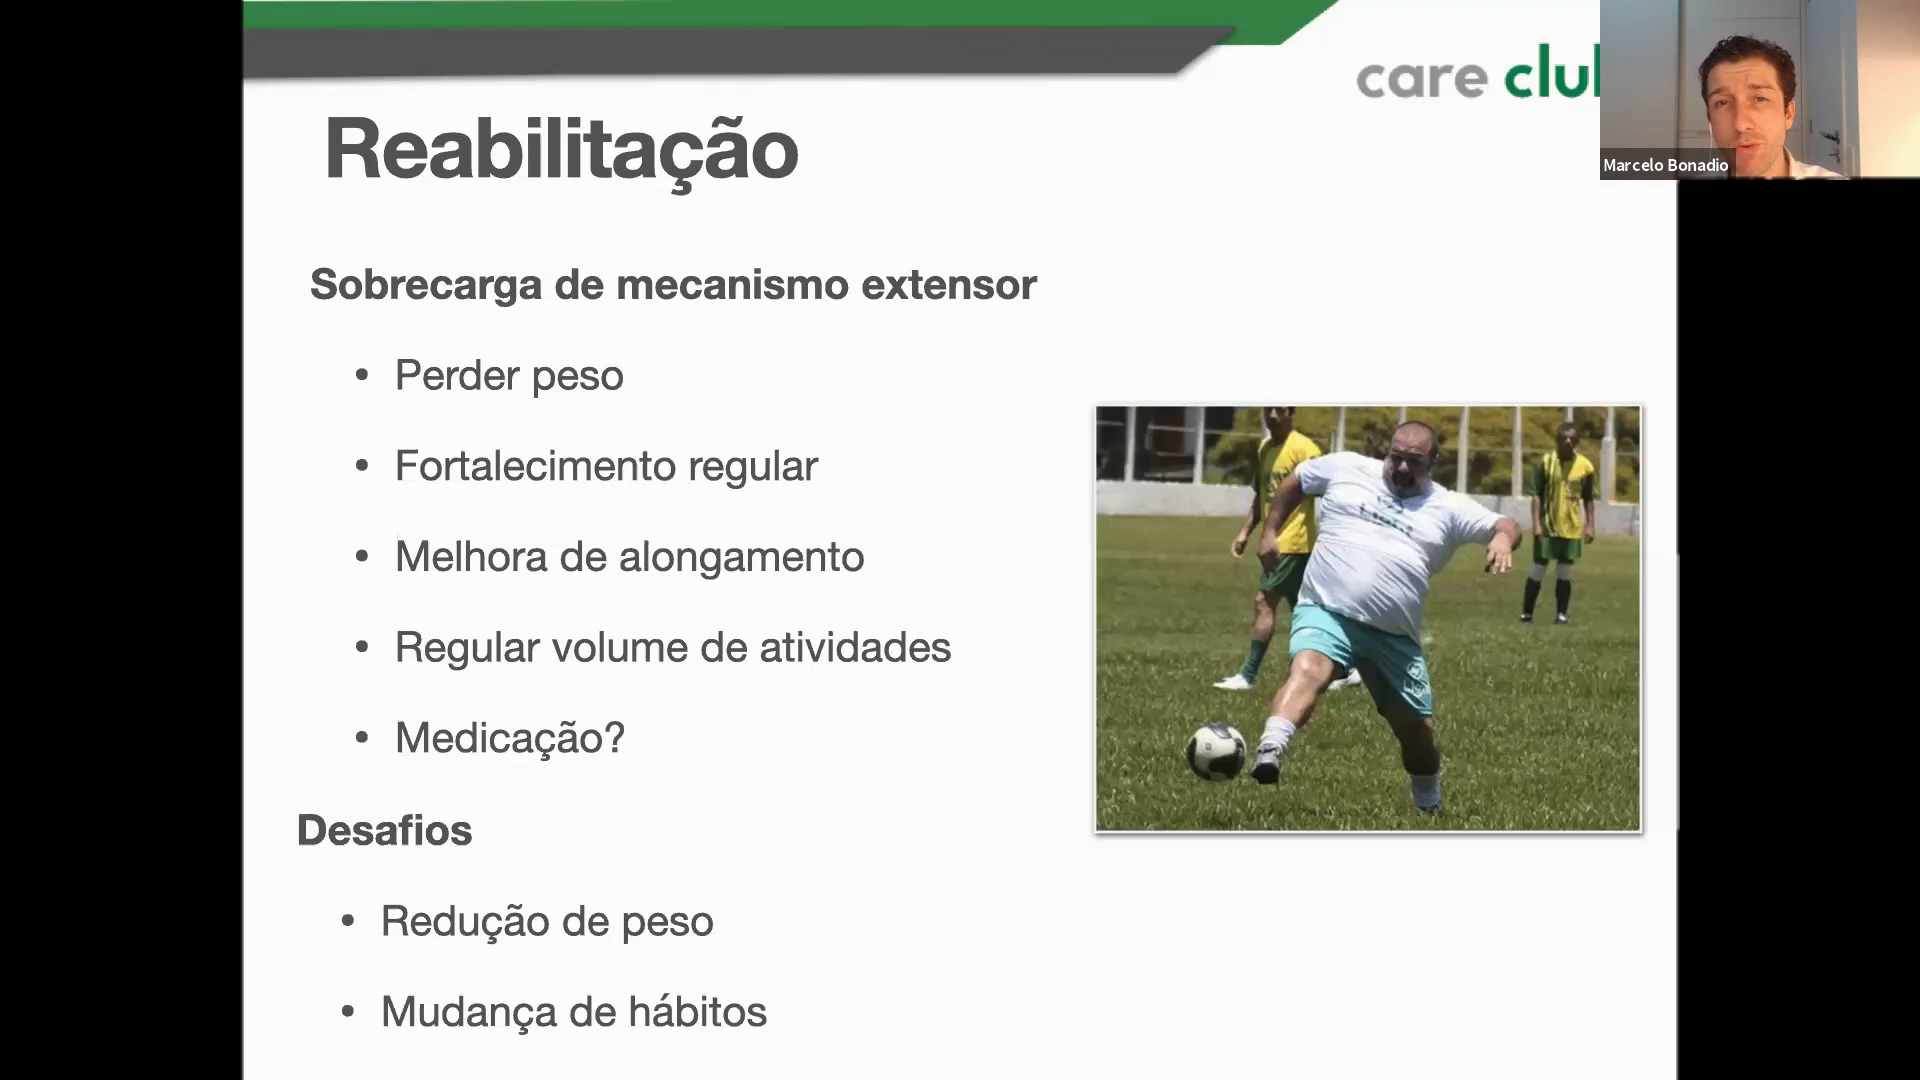 care clu
Marcelo Bonadio
Reabilitação
Sobrecarga de mecanismo extensor
• Perder peso
• Fortalecimento regular
• Melhora de alongamento
• Regular volume de atividades
• Medicação?
Desafios
• Redução de peso
• Mudança de hábitos